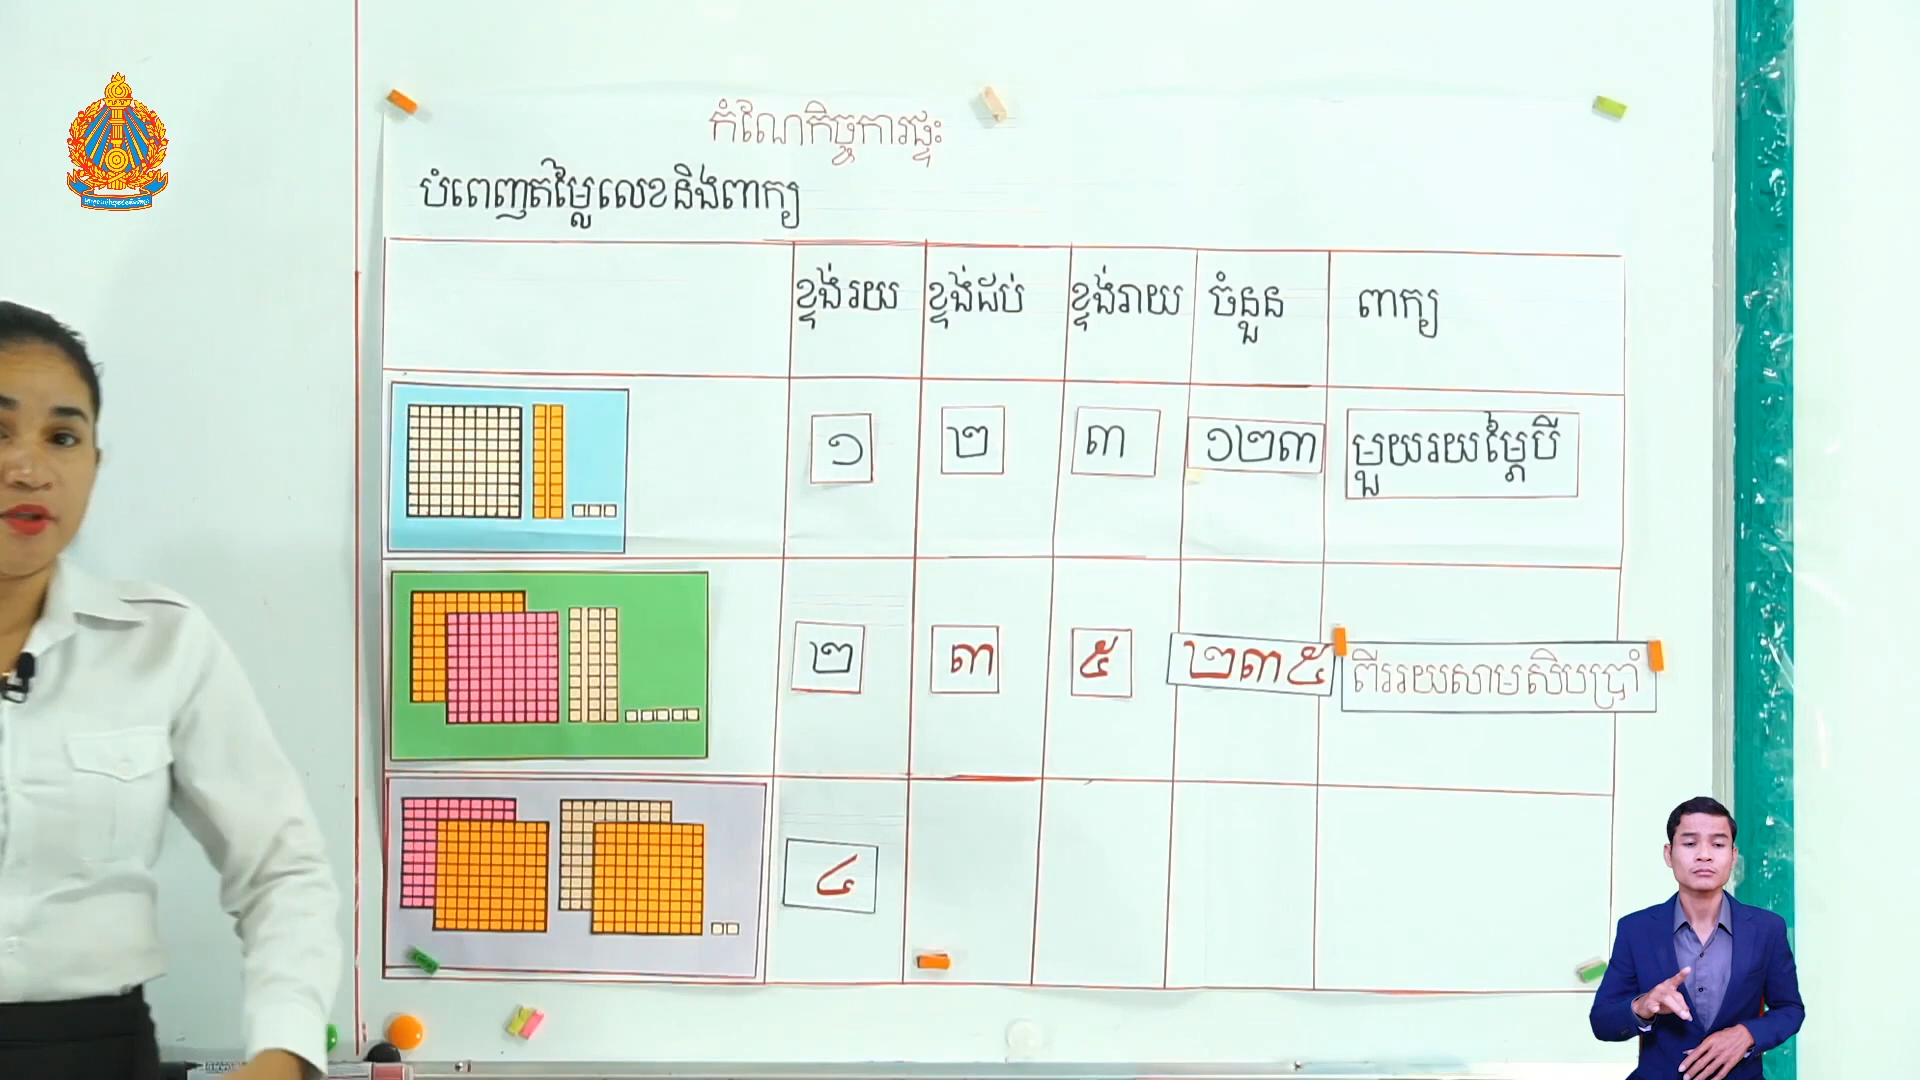 កំណែកិច្ចការផ្ទះ
បំពេញតម្លៃលេខនិងពាក្យ
ខ្ទង់រយ ខ្ទង់ដប់ ខ្ទង់រាយ ចំនួន ពាក្យ
១ ២ ៣ ១២៣ មួយរយម្ភៃបី
២ ៣ ៥ ២៣៥ ពីររយសាមសិបប្រាំ
៤